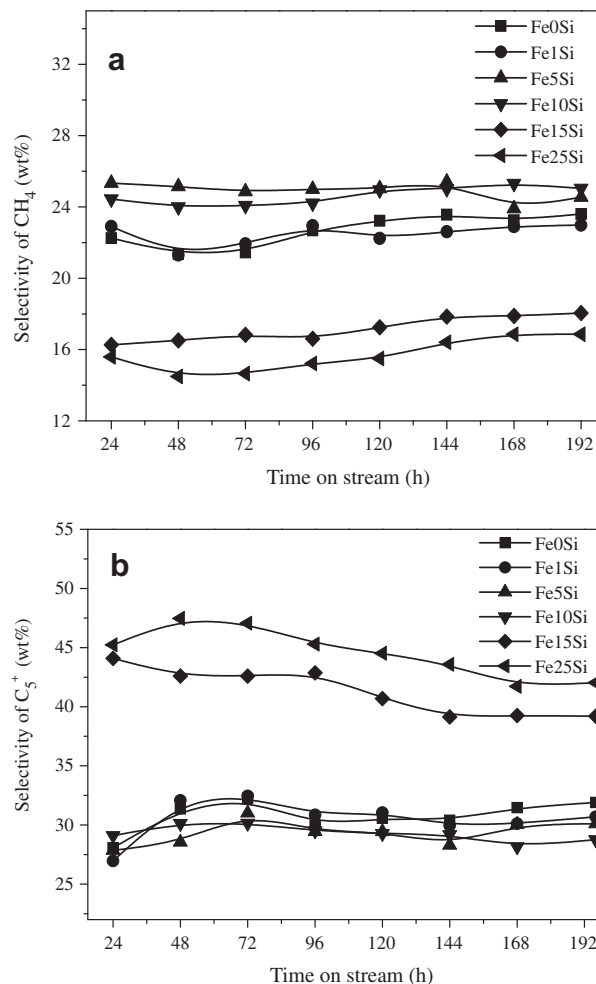 a
Fe0Si
Fe1Si
Fe5Si
Fe10Si
Fe15Si
Fe25Si
Selectivity of CH₄ (wt%)
32
28
24
20
16
12
24 48 72 96 120 144 168 192
Time on stream (h)
b
Fe0Si
Fe1Si
Fe5Si
Fe10Si
Fe15Si
Fe25Si
Selectivity of C₅⁺ (wt%)
55
50
45
40
35
30
25
24 48 72 96 120 144 168 192
Time on stream (h)